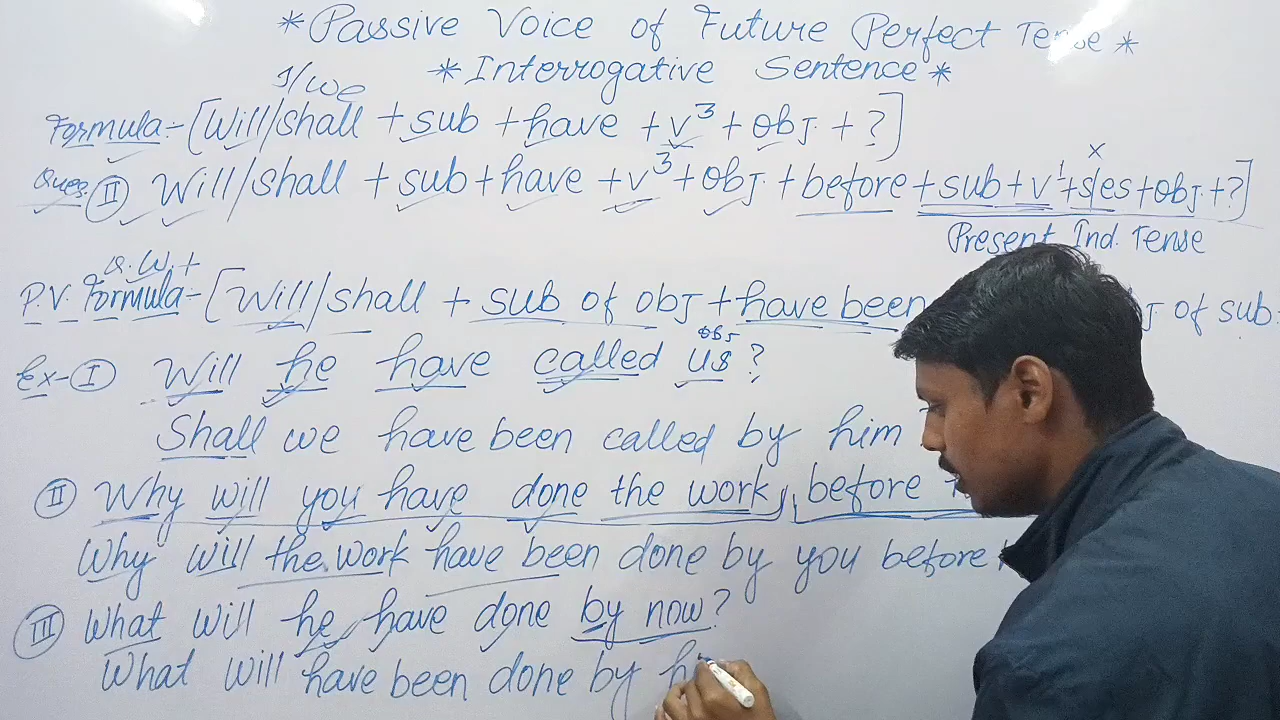 * Passive Voice of Future Perfect Tense *
* Interrogative Sentence *
I/we
Formula:- [Will/shall + sub + have + v³ + obj. + ?]
x
Ques. II Will/shall + sub + have + v³ + obj + before + sub + v¹ + s/es + obj. + ?]
Present Ind. Tense
Q.W.+
P.V. Formula:- [Will/shall + sub of obj + have been of sub.
obj
Ex-I Will he have called us ?
Shall we have been called by him
II Why will you have done the work, before
Why will the work have been done by you before
III What will he have done by now?
What will have been done by hi